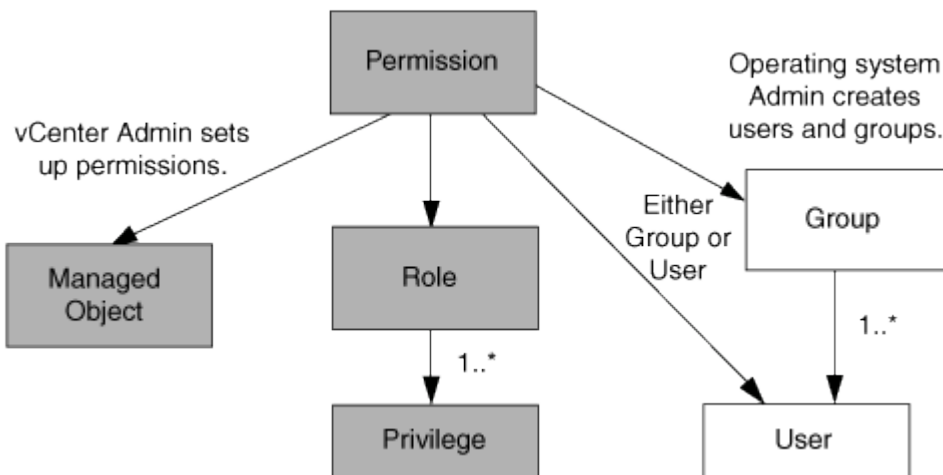 Permission
Operating system
Admin creates
users and groups.
vCenter Admin sets
up permissions.
Either
Group or
User
Group
Managed
Object
Role
1..*
1..*
Privilege
User